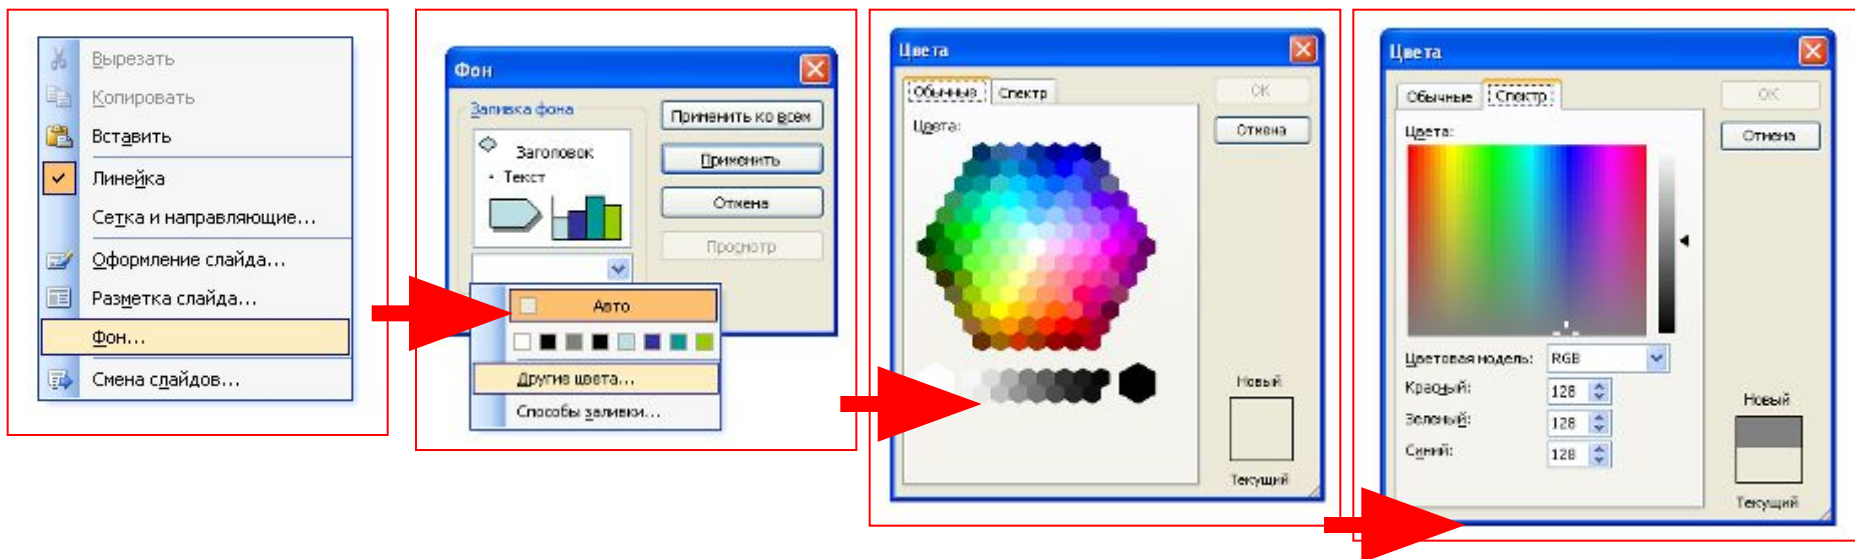 Вырезать
Копировать
Вставить
Линейка
Сетка и направляющие...
Оформление слайда...
Разметка слайда...
Фон...
Смена слайдов...
Фон
Заливка фона
Заголовок
• Текст
Применить ко всем
Применить
Отмена
Просмотр
Авто
Другие цвета...
Способы заливки...
Цвета
Обычные
Спектр
ОК
Отмена
Цвета:
Новый
Текущий
Цвета
Обычные
Спектр
ОК
Отмена
Цвета:
Цветовая модель: RGB
Красный: 128
Зеленый: 128
Синий: 128
Новый
Текущий